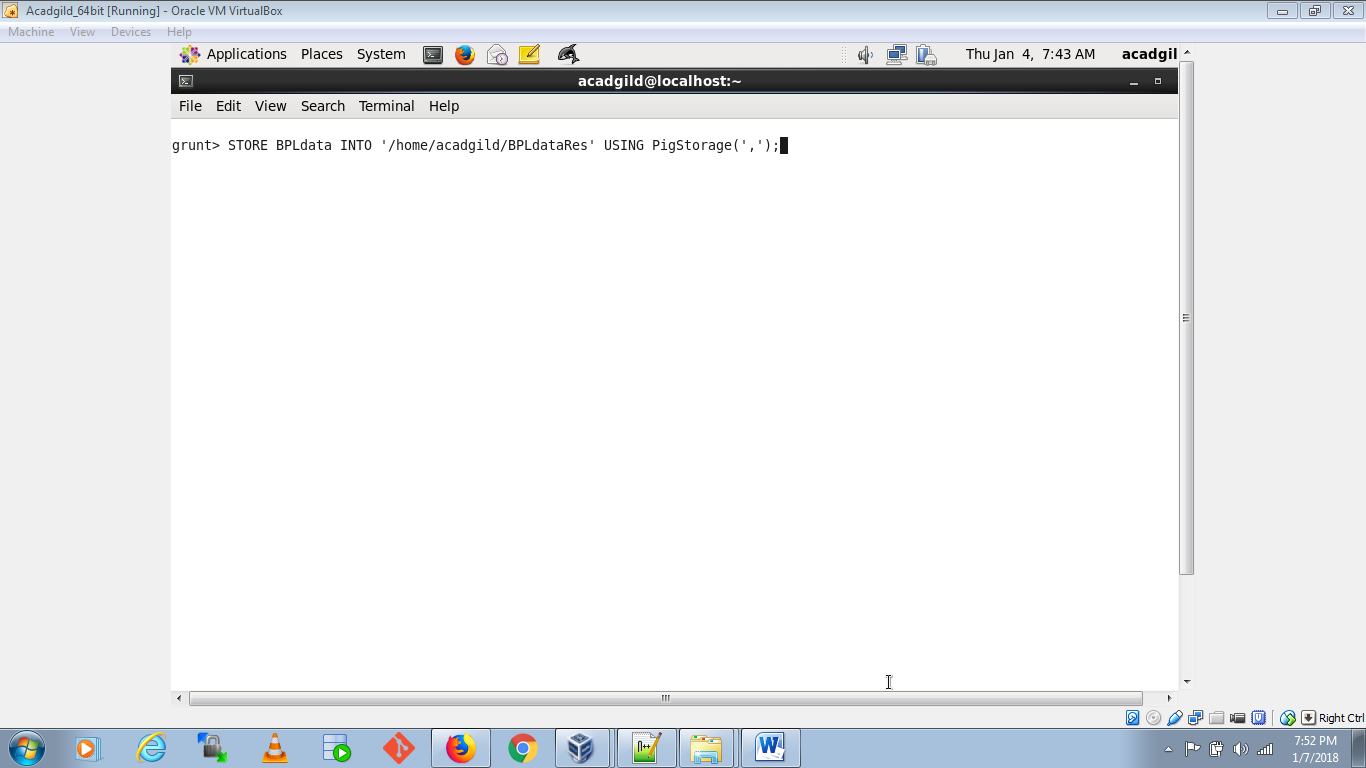 Acadgild_64bit [Running] - Oracle VM VirtualBox
Machine View Devices Help
Applications Places System Thu Jan 4, 7:43 AM acadgil
acadgild@localhost:~
File Edit View Search Terminal Help
grunt> STORE BPLdata INTO '/home/acadgild/BPLdataRes' USING PigStorage(',');
Right Ctrl
7:52 PM
1/7/2018